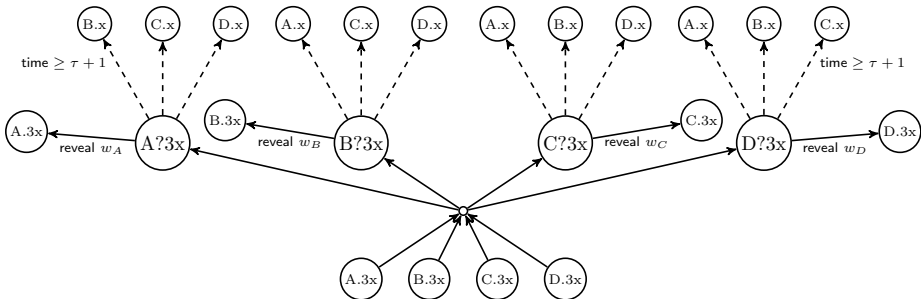 B.x C.x D.x A.x C.x D.x A.x B.x D.x A.x B.x C.x
time ≥ τ + 1 time ≥ τ + 1
A.3x A?3x B.3x B?3x C?3x C.3x D?3x D.3x
reveal w_A reveal w_B reveal w_C reveal w_D
A.3x B.3x C.3x D.3x